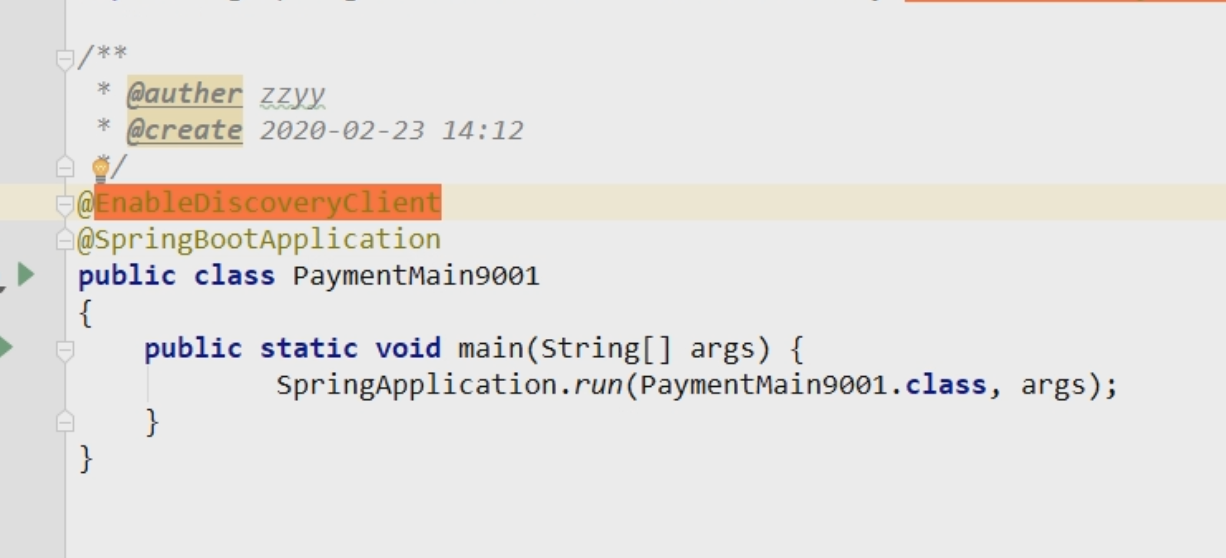 /**
 * @auther zzyy
 * @create 2020-02-23 14:12
 */
@EnableDiscoveryClient
@SpringBootApplication
public class PaymentMain9001
{
    public static void main(String[] args) {
            SpringApplication.run(PaymentMain9001.class, args);
    }
}